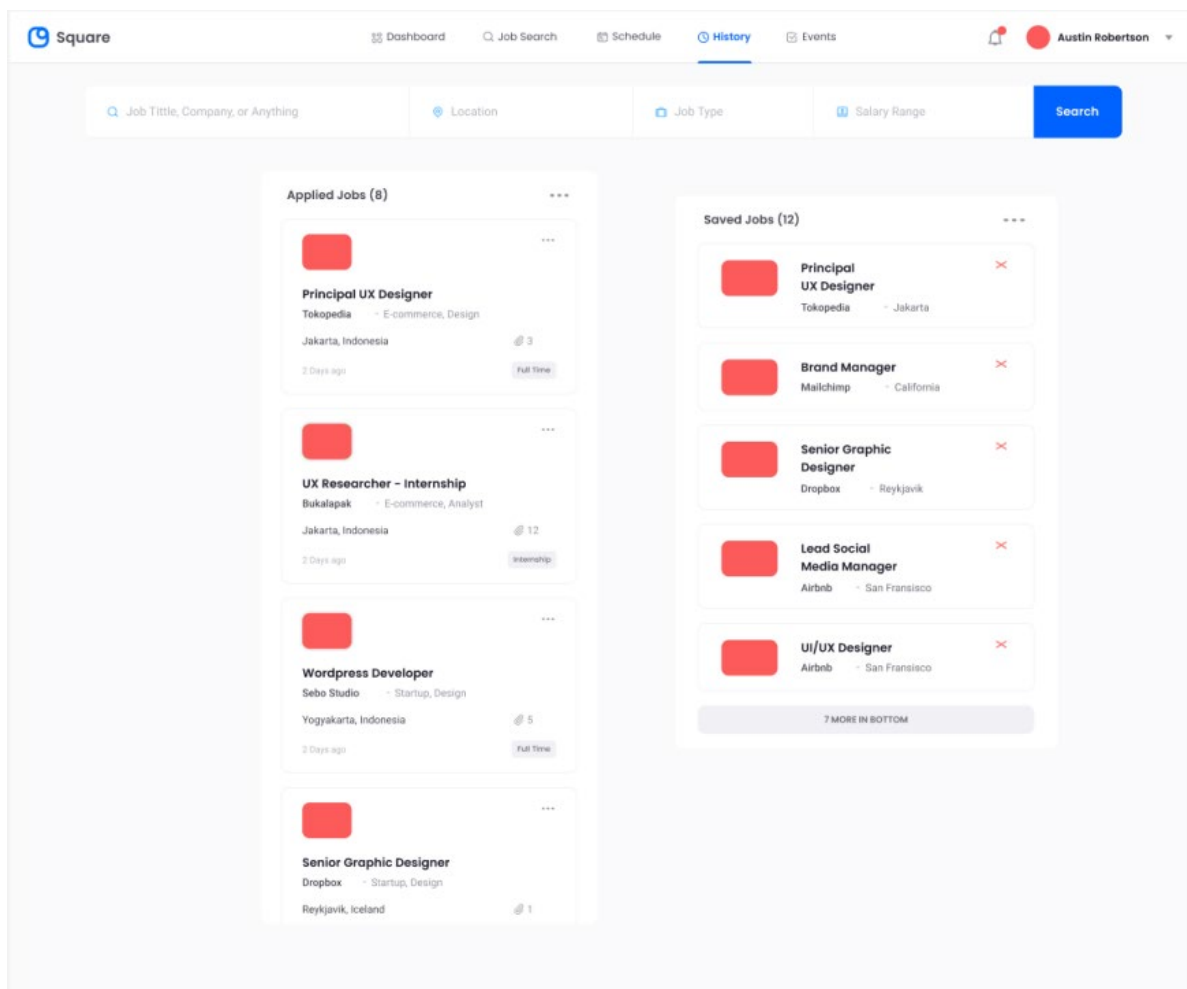 Square
Dashboard
Job Search
Schedule
History
Events
Austin Robertson
Job Tittle, Company, or Anything
Location
Job Type
Salary Range
Search
Applied Jobs (8)
Principal UX Designer
Tokopedia - E-commerce, Design
Jakarta, Indonesia 3
2 Days ago Full Time
UX Researcher - Internship
Bukalapak - E-commerce, Analyst
Jakarta, Indonesia 12
2 Days ago Internship
Wordpress Developer
Sebo Studio - Startup, Design
Yogyakarta, Indonesia 5
2 Days ago Full Time
Senior Graphic Designer
Dropbox - Startup, Design
Reykjavik, Iceland 1
Saved Jobs (12)
Principal
UX Designer
Tokopedia - Jakarta
Brand Manager
Mailchimp - California
Senior Graphic
Designer
Dropbox - Reykjavik
Lead Social
Media Manager
Airbnb - San Fransisco
UI/UX Designer
Airbnb - San Fransisco
7 MORE IN BOTTOM